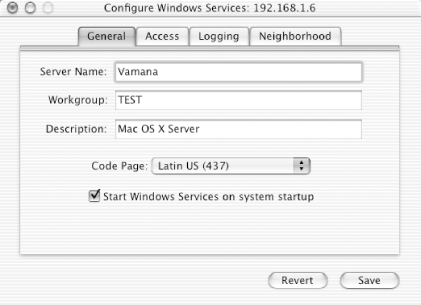 Configure Windows Services: 192.168.1.6
General Access Logging Neighborhood
Server Name: Vamana
Workgroup: TEST
Description: Mac OS X Server
Code Page: Latin US (437)
Start Windows Services on system startup
Revert Save